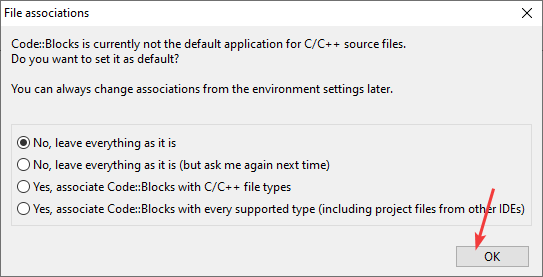 File associations
Code::Blocks is currently not the default application for C/C++ source files.
Do you want to set it as default?
You can always change associations from the environment settings later.
No, leave everything as it is
No, leave everything as it is (but ask me again next time)
Yes, associate Code::Blocks with C/C++ file types
Yes, associate Code::Blocks with every supported type (including project files from other IDEs)
OK